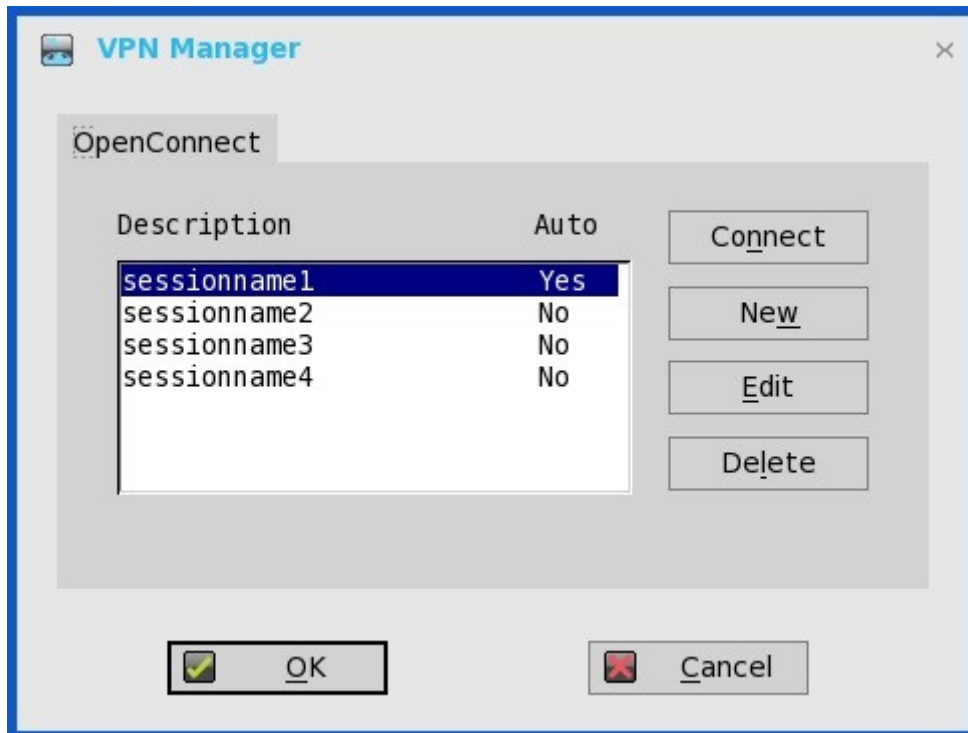 VPN Manager
OpenConnect
Description Auto
sessionname1 Yes
sessionname2 No
sessionname3 No
sessionname4 No
Connect
New
Edit
Delete
OK
Cancel